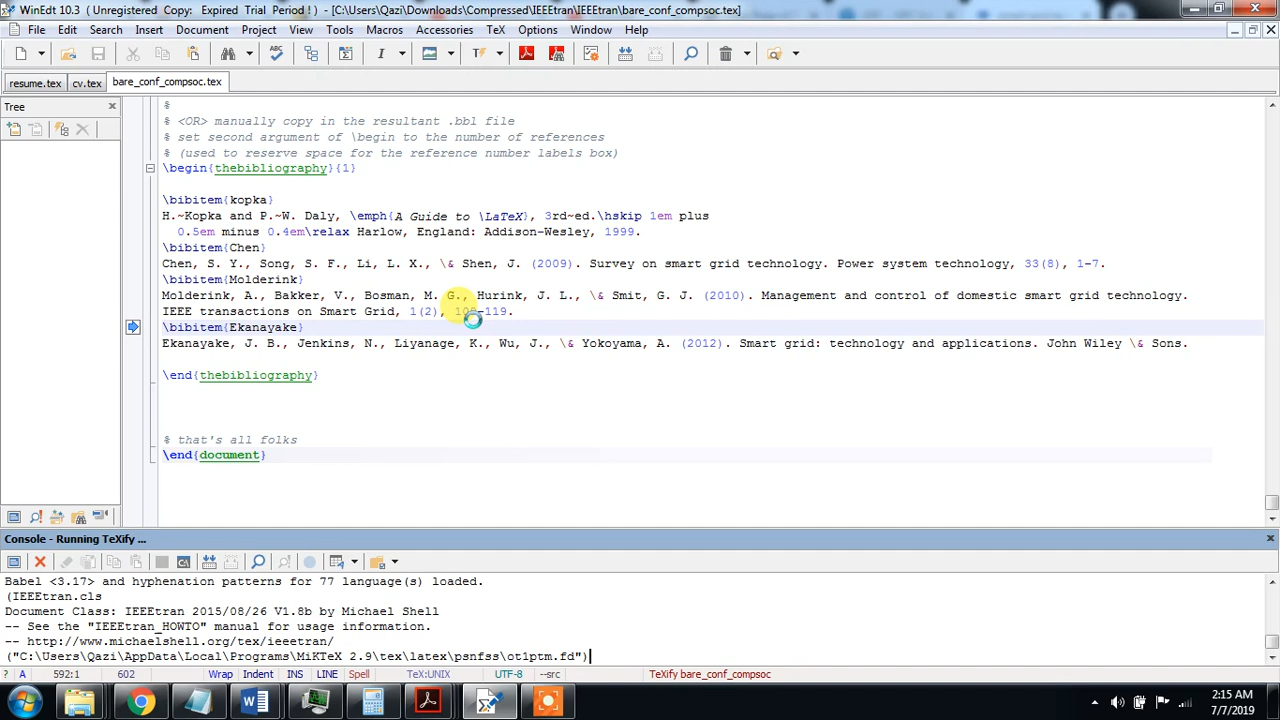 WinEdt 10.3 ( Unregistered Copy: Expired Trial Period ! ) - [C:\Users\Qazi\Downloads\Compressed\IEEEtran\IEEEtran\bare_conf_compsoc.tex]
File Edit Search Insert Document Project View Tools Macros Accessories TeX Options Window Help
resume.tex cv.tex bare_conf_compsoc.tex
Tree
%
% <OR> manually copy in the resultant .bbl file
% set second argument of \begin to the number of references
% (used to reserve space for the reference number labels box)
\begin{thebibliography}{1}
\bibitem{kopka}
H.~Kopka and P.~W. Daly, \emph{A Guide to \LaTeX}, 3rd~ed.\hskip 1em plus
0.5em minus 0.4em\relax Harlow, England: Addison-Wesley, 1999.
\bibitem{Chen}
Chen, S. Y., Song, S. F., Li, L. X., \& Shen, J. (2009). Survey on smart grid technology. Power system technology, 33(8), 1-7.
\bibitem{Molderink}
Molderink, A., Bakker, V., Bosman, M. G., Hurink, J. L., \& Smit, G. J. (2010). Management and control of domestic smart grid technology.
IEEE transactions on Smart Grid, 1(2), 109-119.
\bibitem{Ekanayake}
Ekanayake, J. B., Jenkins, N., Liyanage, K., Wu, J., \& Yokoyama, A. (2012). Smart grid: technology and applications. John Wiley \& Sons.
\end{thebibliography}
% that's all folks
\end{document}
Console - Running TeXify ...
Babel <3.17> and hyphenation patterns for 77 language(s) loaded.
(IEEEtran.cls
Document Class: IEEEtran 2015/08/26 V1.8b by Michael Shell
-- See the "IEEEtran_HOWTO" manual for usage information.
-- http://www.michaelshell.org/tex/ieeetran/
("C:\Users\Qazi\AppData\Local\Programs\MiKTeX 2.9\tex\latex\psnfss\ot1ptm.fd")
? A 592:1 602 Wrap Indent INS LINE Spell TeX:UNIX UTF-8 --src TeXify bare_conf_compsoc
2:15 AM
7/7/2019